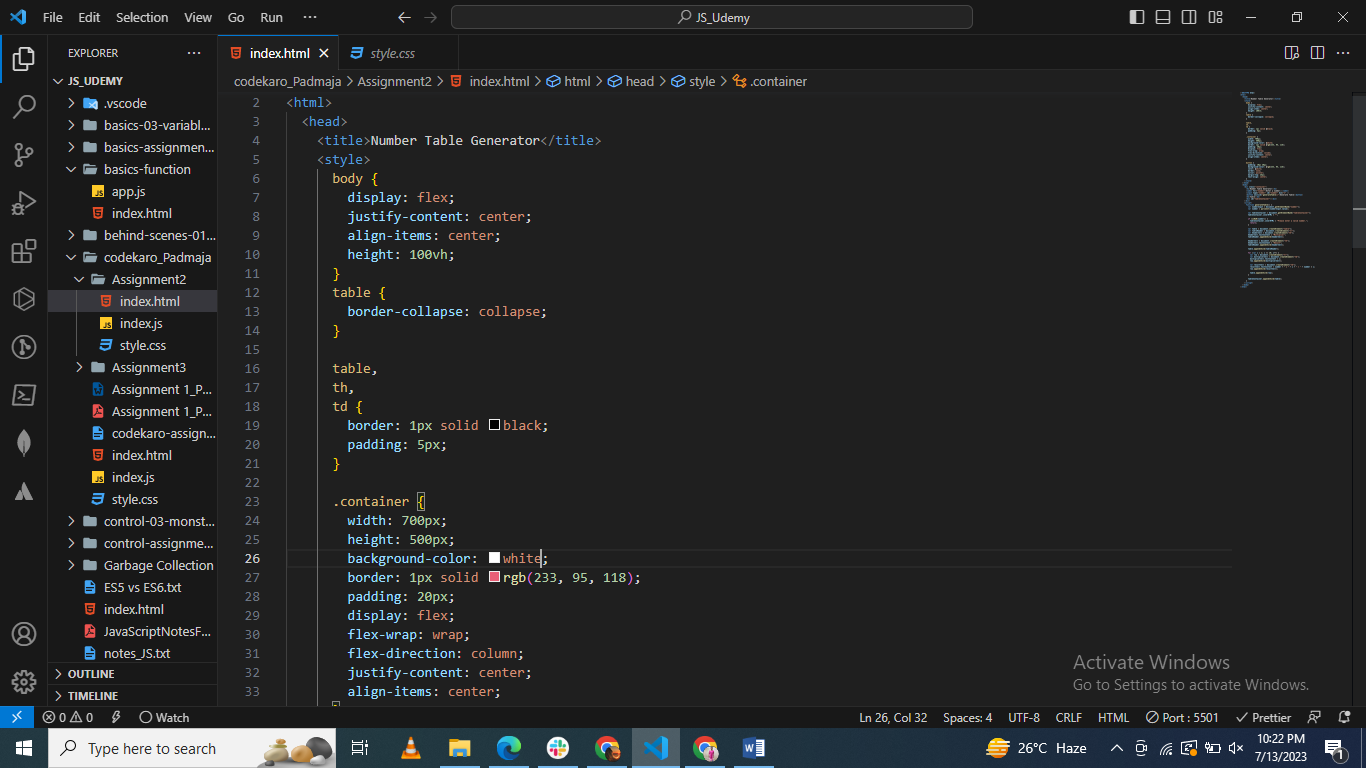 File Edit Selection View Go Run ···
JS_Udemy
EXPLORER ···
JS_UDEMY
.vscode
basics-03-variabl...
basics-assignmen...
basics-function
app.js
index.html
behind-scenes-01...
codekaro_Padmaja
Assignment2
index.html
index.js
style.css
Assignment3
Assignment 1_P...
Assignment 1_P...
codekaro-assign...
index.html
index.js
style.css
control-03-monst...
control-assignme...
Garbage Collection
ES5 vs ES6.txt
index.html
JavaScriptNotesF...
notes_JS.txt
OUTLINE
TIMELINE
index.html style.css
codekaro_Padmaja > Assignment2 > index.html > html > head > style > .container
2 <html>
3 <head>
4 <title>Number Table Generator</title>
5 <style>
6 body {
7 display: flex;
8 justify-content: center;
9 align-items: center;
10 height: 100vh;
11 }
12 table {
13 border-collapse: collapse;
14 }
15
16 table,
17 th,
18 td {
19 border: 1px solid black;
20 padding: 5px;
21 }
22
23 .container {
24 width: 700px;
25 height: 500px;
26 background-color: white;
27 border: 1px solid rgb(233, 95, 118);
28 padding: 20px;
29 display: flex;
30 flex-wrap: wrap;
31 flex-direction: column;
32 justify-content: center;
33 align-items: center;
Activate Windows
Go to Settings to activate Windows.
0 0 Watch Ln 26, Col 32 Spaces: 4 UTF-8 CRLF HTML Port : 5501 Prettier
Type here to search
26°C Haze
10:22 PM
7/13/2023
1